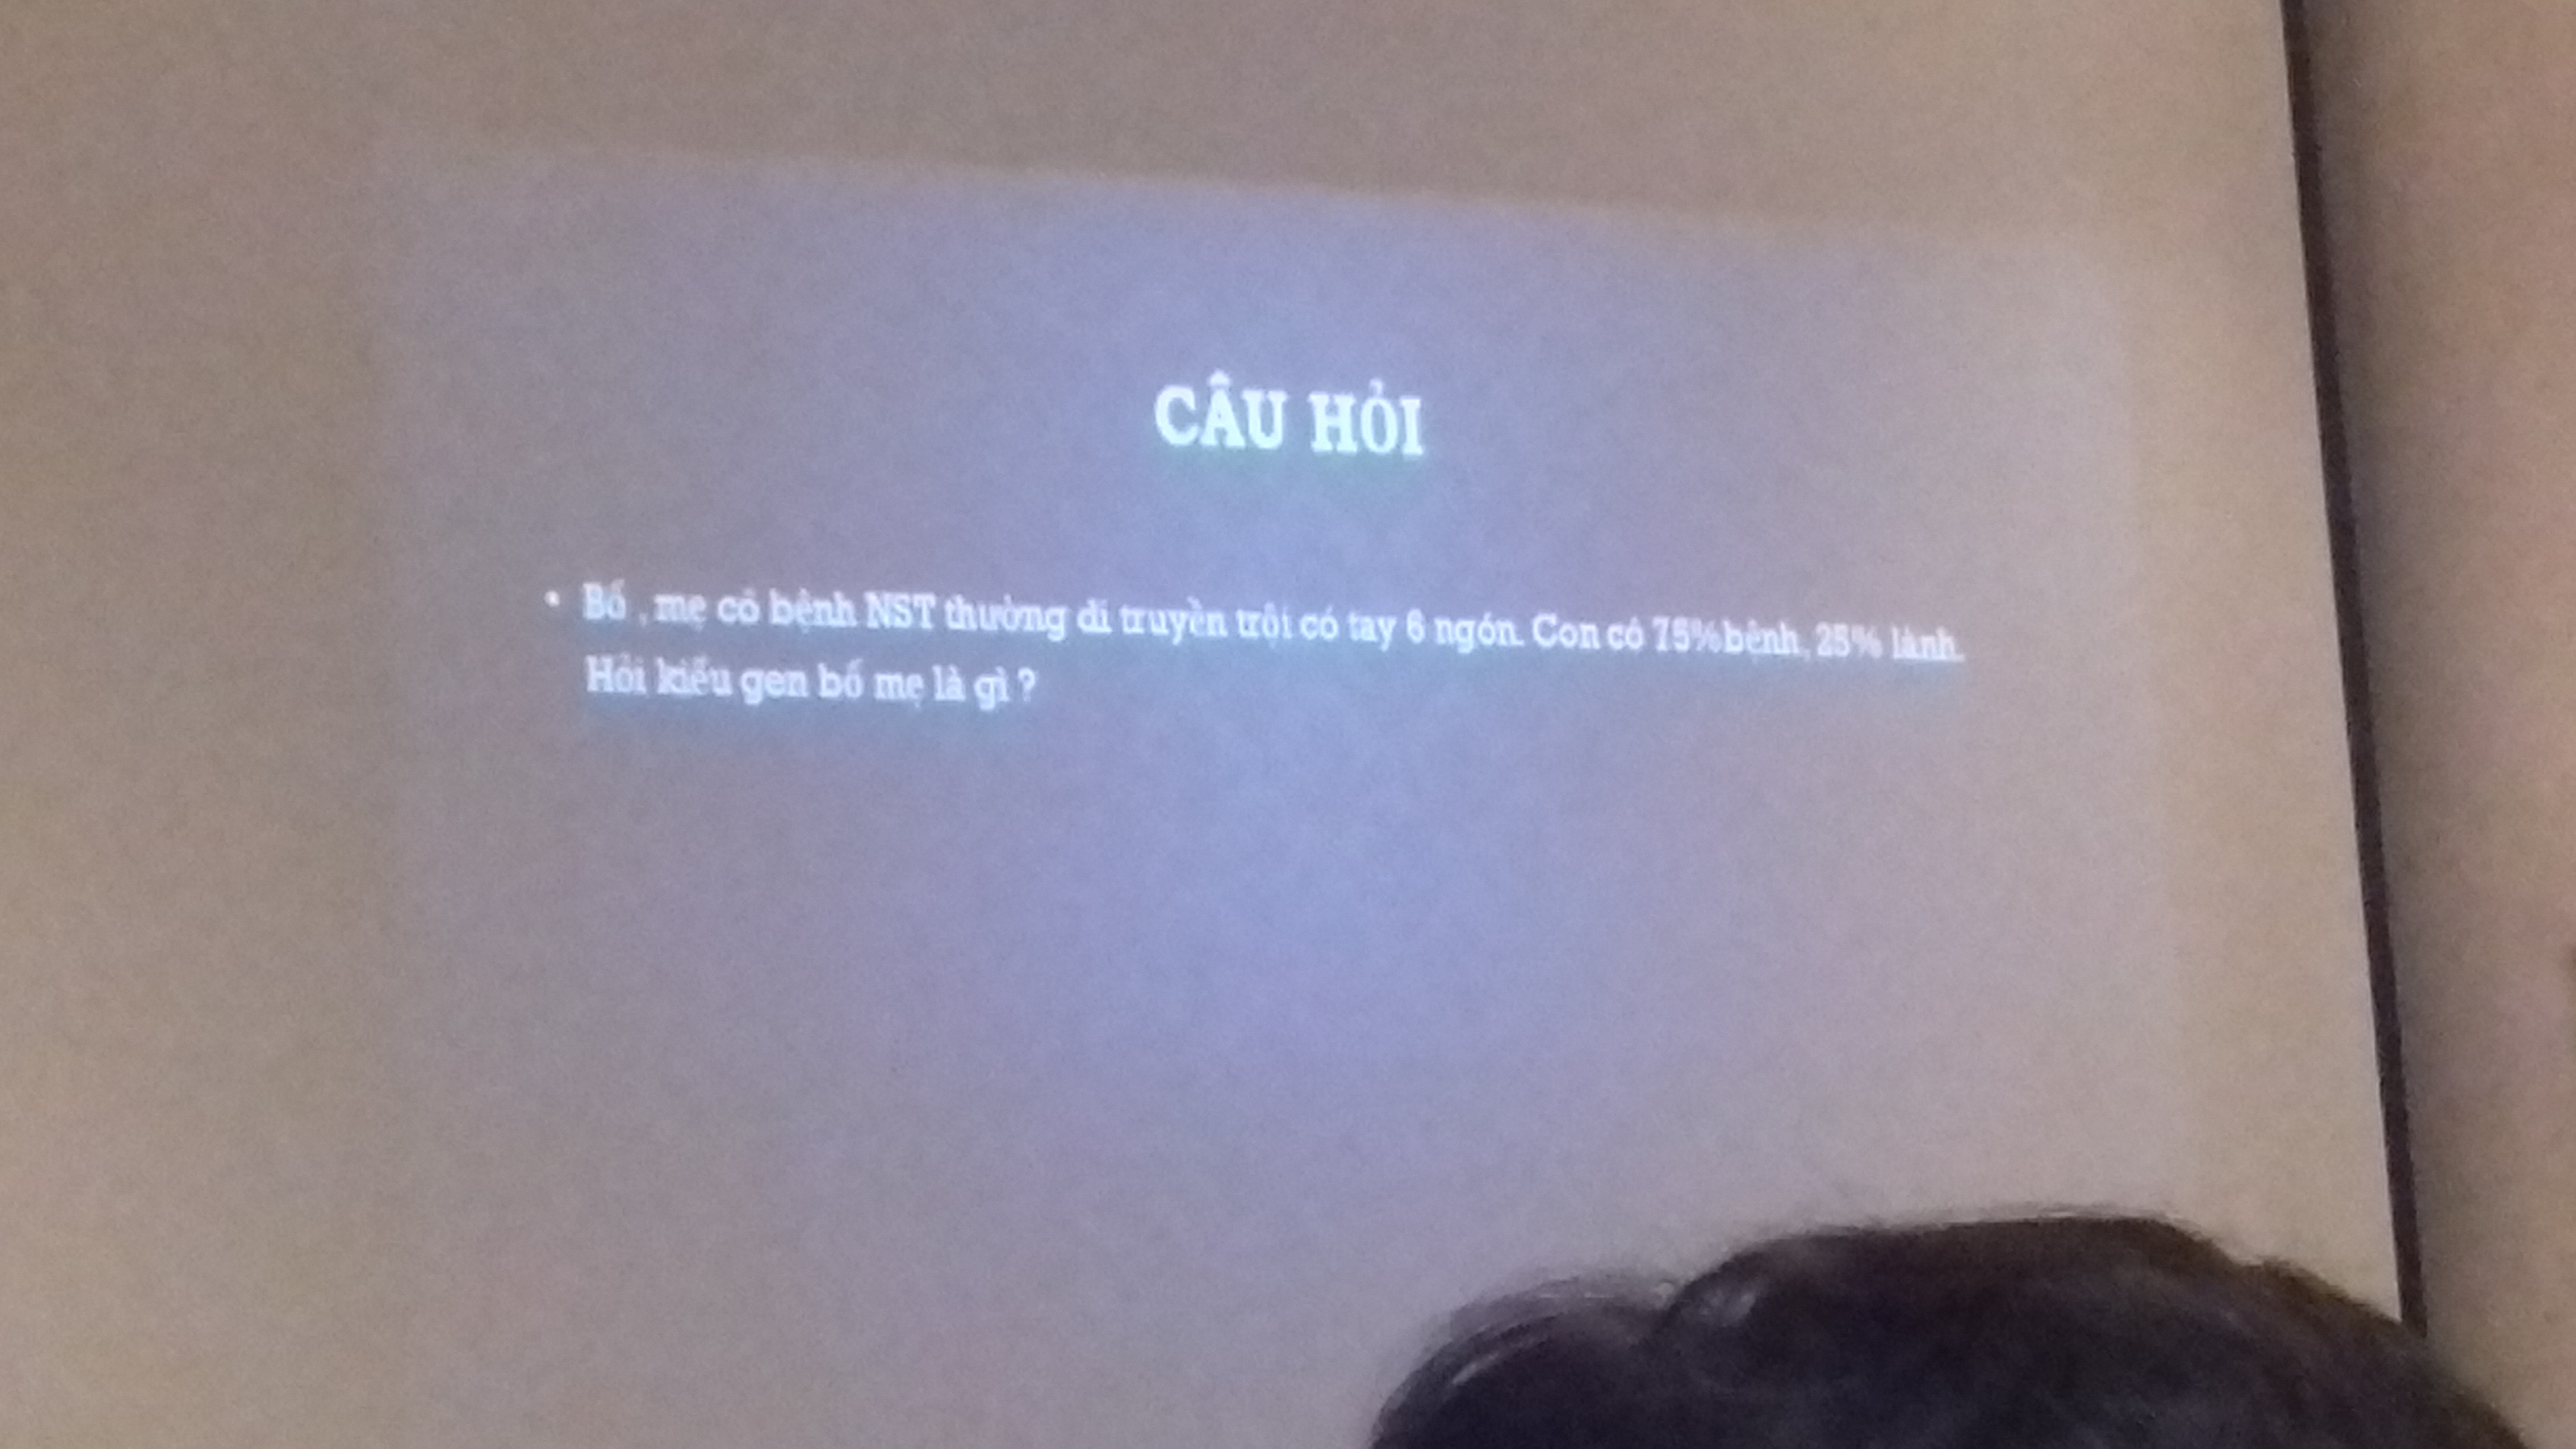 CÂU HỎI
• Bố , mẹ có bệnh NST thường di truyền trội có tay 6 ngón. Con có 75%bệnh, 25% lành.
Hỏi kiểu gen bố mẹ là gì ?